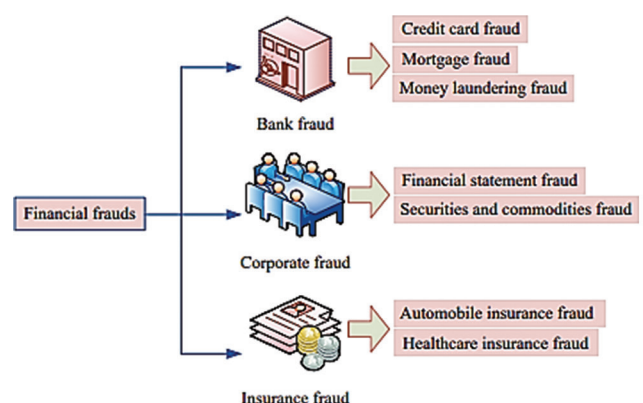 Credit card fraud
Mortgage fraud
Money laundering fraud
Bank fraud
Financial statement fraud
Securities and commodities fraud
Financial frauds
Corporate fraud
Automobile insurance fraud
Healthcare insurance fraud
Insurance fraud